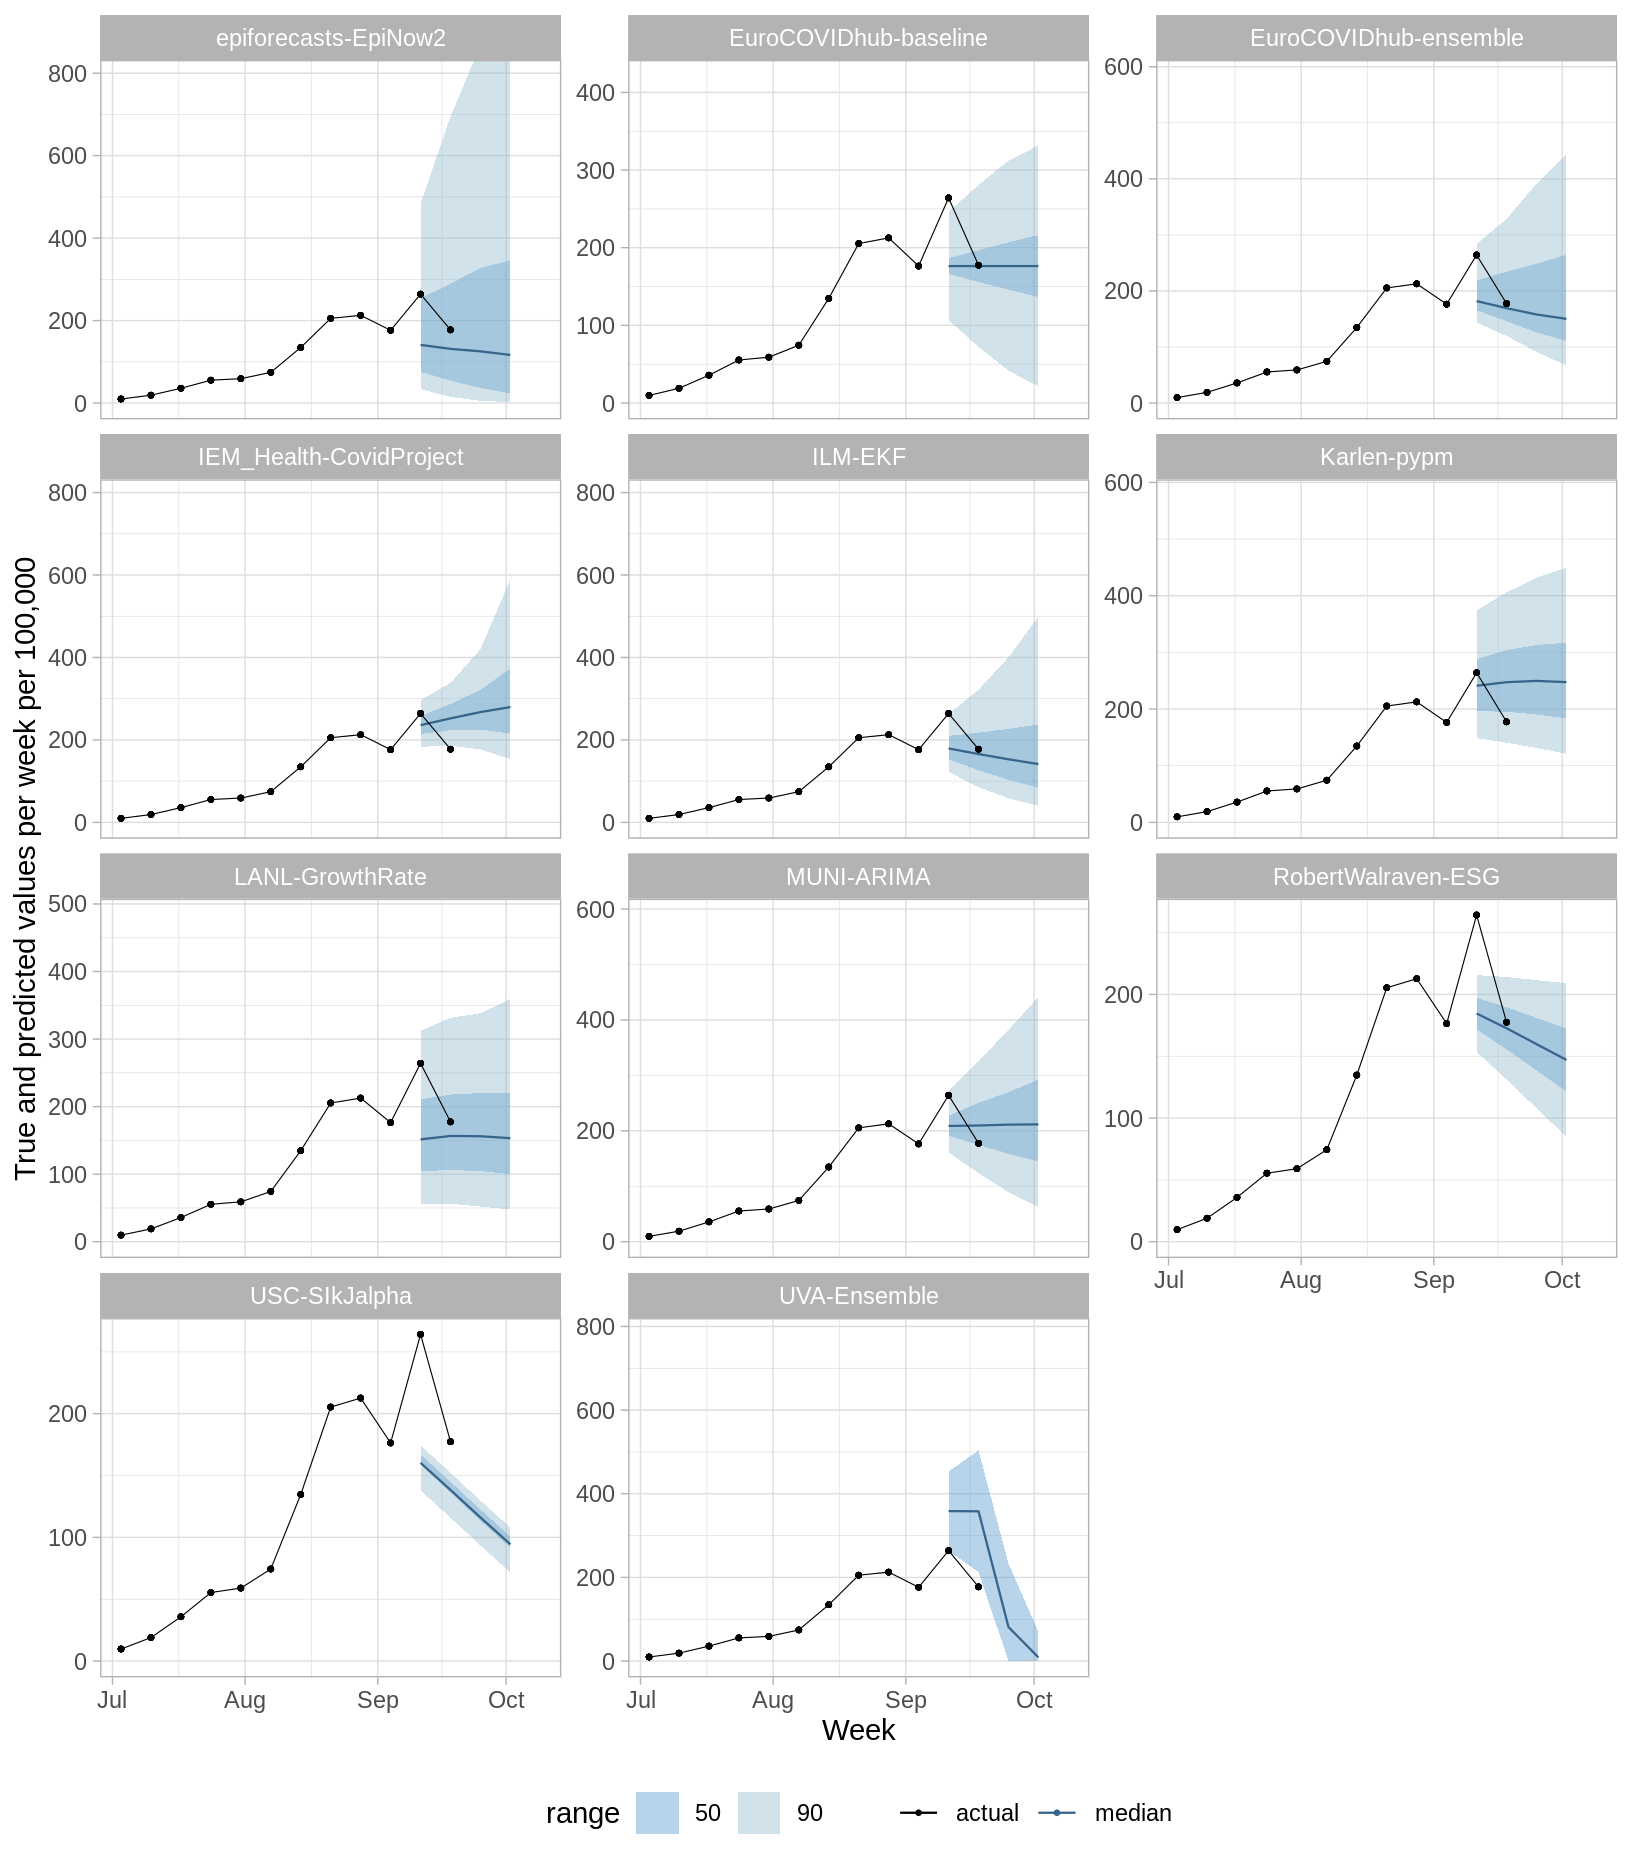 epiforecasts-EpiNow2
EuroCOVIDhub-baseline
EuroCOVIDhub-ensemble
800
600
400
200
0
400
300
200
100
0
600
400
200
0
IEM_Health-CovidProject
ILM-EKF
Karlen-pypm
800
600
400
200
0
800
600
400
200
0
600
400
200
0
True and predicted values per week per 100,000
LANL-GrowthRate
MUNI-ARIMA
RobertWalraven-ESG
500
400
300
200
100
0
600
400
200
0
200
100
0
Jul Aug Sep Oct
USC-SIkJalpha
UVA-Ensemble
200
100
0
800
600
400
200
0
Jul Aug Sep Oct
Jul Aug Sep Oct
Week
range 50 90 actual median